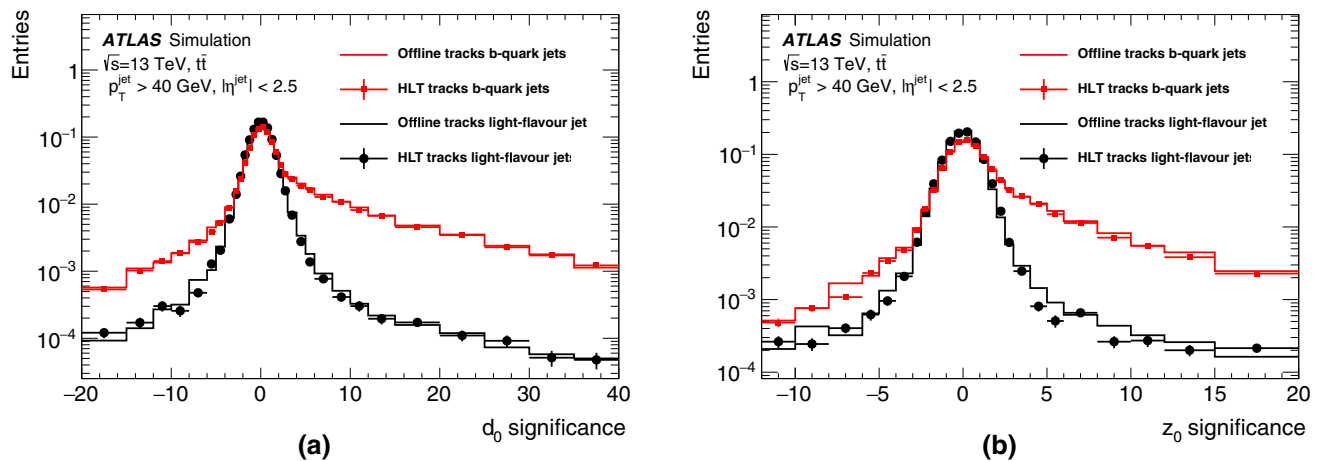 Entries
ATLAS Simulation
√s=13 TeV, tt̄
p_T^jet > 40 GeV, |η^jet| < 2.5
Offline tracks b-quark jets
HLT tracks b-quark jets
Offline tracks light-flavour jet
HLT tracks light-flavour jets
1
10⁻¹
10⁻²
10⁻³
10⁻⁴
−20 −10 0 10 20 30 40
d₀ significance
(a)
Entries
ATLAS Simulation
√s=13 TeV, tt̄
p_T^jet > 40 GeV, |η^jet| < 2.5
Offline tracks b-quark jets
HLT tracks b-quark jets
Offline tracks light-flavour jet
HLT tracks light-flavour jets
1
10⁻¹
10⁻²
10⁻³
10⁻⁴
−10 −5 0 5 10 15 20
z₀ significance
(b)